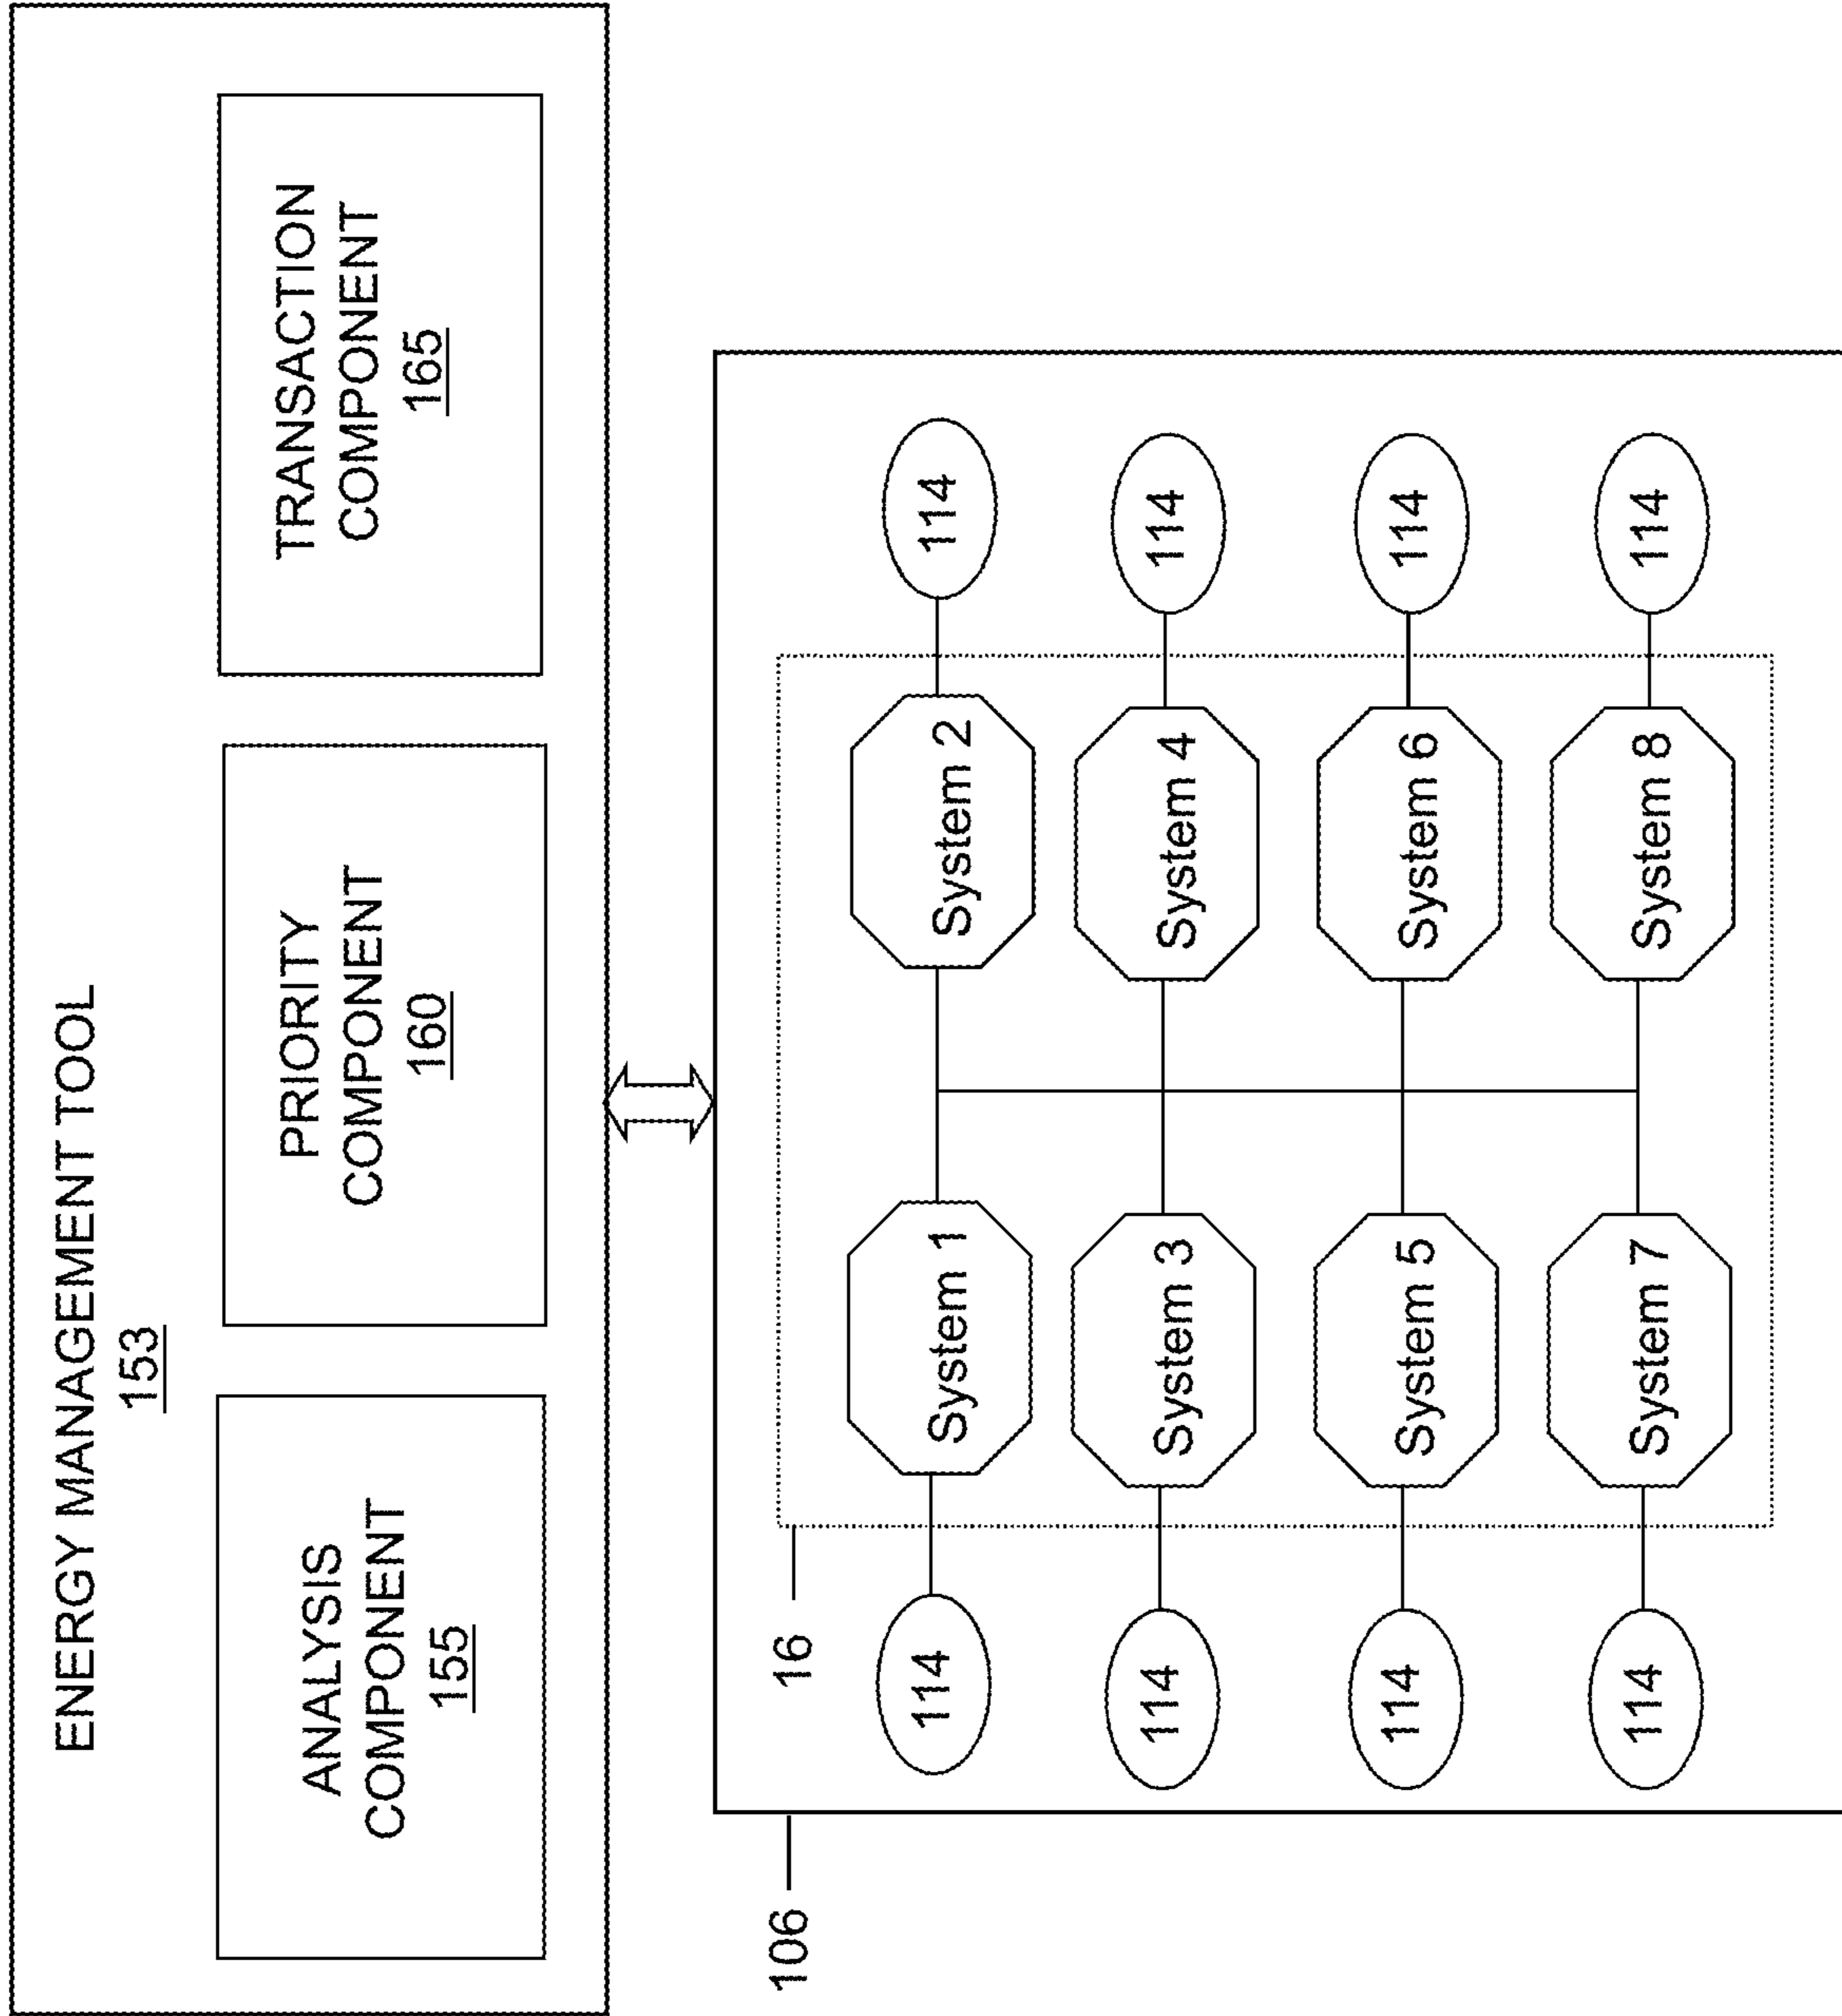 ENERGY MANAGEMENT TOOL
153
ANALYSIS
COMPONENT
155
PRIORITY
COMPONENT
160
TRANSACTION
COMPONENT
165
106
16
114
System 1
System 2
114
114
System 3
System 4
114
114
System 5
System 6
114
114
System 7
System 8
114